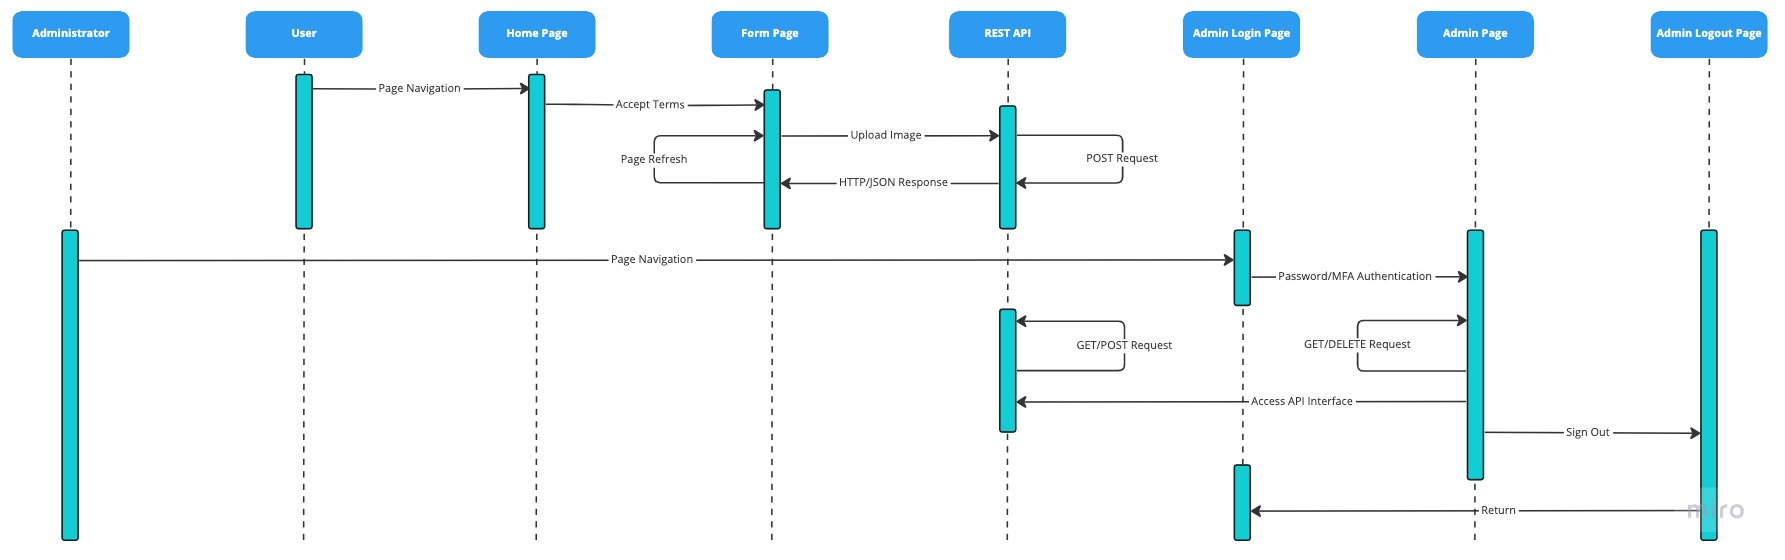 Administrator
User
Home Page
Form Page
REST API
Admin Login Page
Admin Page
Admin Logout Page
Page Navigation
Accept Terms
Upload Image
Page Refresh
POST Request
HTTP/JSON Response
Page Navigation
Password/MFA Authentication
GET/POST Request
GET/DELETE Request
Access API Interface
Sign Out
Return
miro